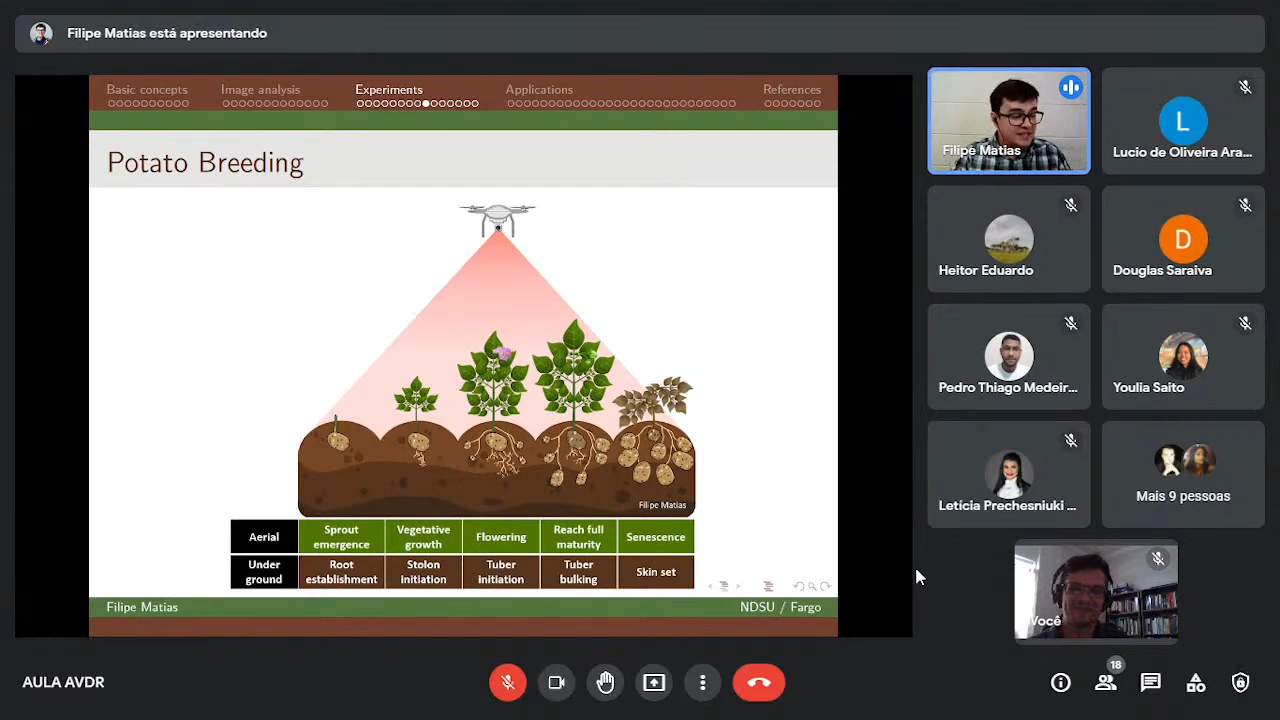 Filipe Matias está apresentando
Basic concepts
Image analysis
Experiments
Applications
References
Potato Breeding
Filipe Matias
Aerial
Sprout emergence
Vegetative growth
Flowering
Reach full maturity
Senescence
Under ground
Root establishment
Stolon initiation
Tuber initiation
Tuber bulking
Skin set
Filipe Matias
NDSU / Fargo
Filipe Matias
L
Lucio de Oliveira Ara...
Heitor Eduardo
D
Douglas Saraiva
Pedro Thiago Medeir...
Youlia Saito
Letícia Prechesniuki ...
Mais 9 pessoas
Você
AULA AVDR
18